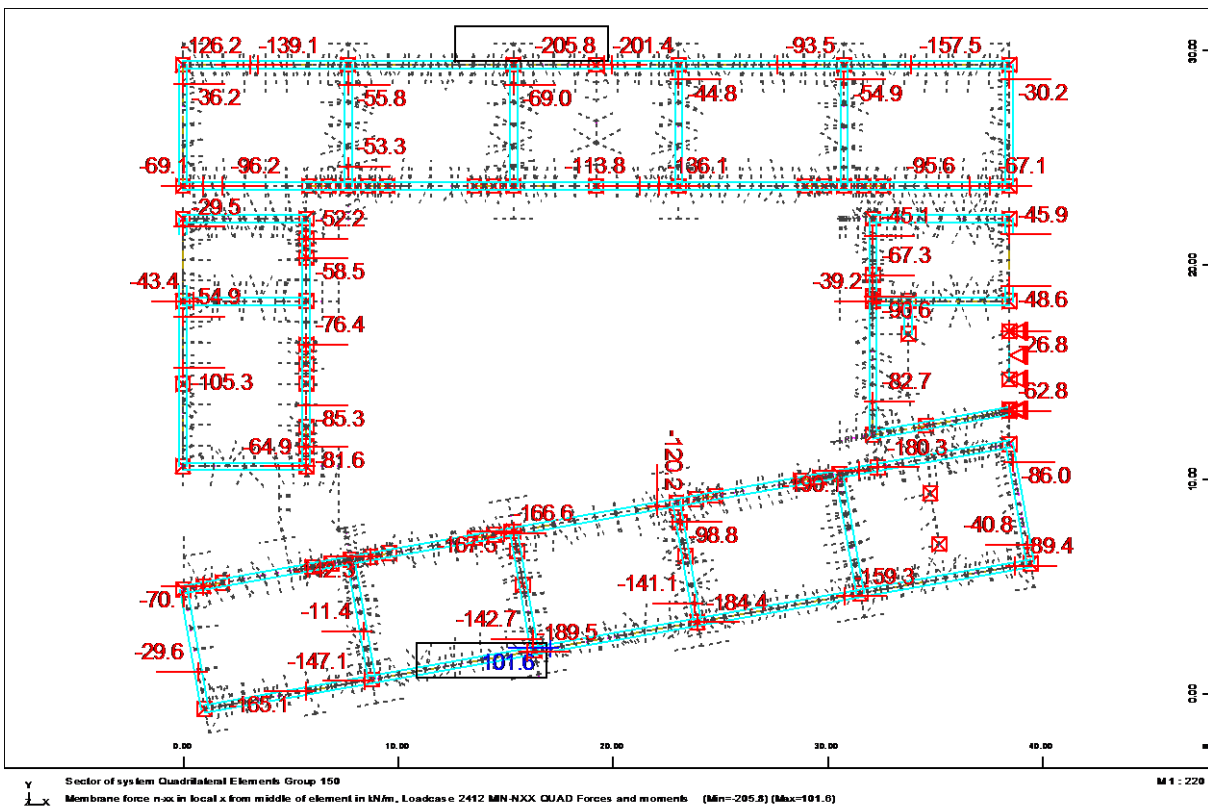 -126.2 -139.1 -205.8 -201.4 -93.5 -157.5
30.00
-36.2 -55.8 -69.0 -44.8 -54.9 -30.2
-53.3
-69.1 -96.2 -113.8 -136.1 -95.6 -67.1
-29.5 -52.2 -45.1 -45.9
20.00
-58.5 -67.3
-43.4 -54.9 -39.2 -48.6
-76.4 -90.6
-26.8
-105.3 -82.7 -62.8
-85.3
-64.9 -81.6 -120.2 -180.3
-86.0
10.00
-166.6
-98.8 -40.8
-89.4
-70.
-141.1 -159.3
-11.4 -142.7 -184.4
-29.6 -147.1 -189.5
101.6
-165.1
0.00
0.00 10.00 20.00 30.00 40.00 m
Y
X
Sector of system Quadrilateral Elements Group 150
M 1 : 220
Membrane force n-xx in local x from middle of element in kN/m, Loadcase 2412 MIN-NXX QUAD Forces and moments (Min=-205.8) (Max=101.6)